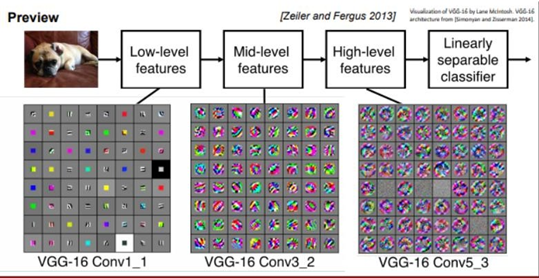 Preview
[Zeiler and Fergus 2013]
Visualization of VGG-16 by Lane McIntosh. VGG-16
architecture from [Simonyan and Zisserman 2014].
Low-level
features
Mid-level
features
High-level
features
Linearly
separable
classifier
VGG-16 Conv1_1
VGG-16 Conv3_2
VGG-16 Conv5_3